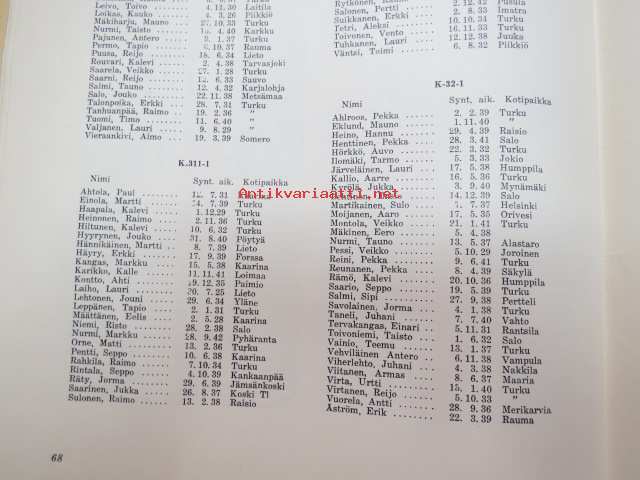 Leivo, Toivo 4. 12. 30 Laitila
Loikas, Kauko 4. 3. 26 Piikkiö
Mäkiharju, Mauno 27. 10. 33 Turku
Nurmi, Taisto 4. 40 Karkku
Pajunen, Antero 9. 1. 37 Turku
Permo, Tapio 6. 10. 37 Rauma
Puusa, Reijo 18. 6. 34 Lieto
Rouvari, Kalevi 2. 4. 38 Tarvasjoki
Saarela, Veikko 27. 1. 28 Turku
Saarni, Reijo 12. 6. 33 Sauvo
Salmi, Tauno 12. 4. 32 Karjalohja
Salo, Jouko 22. 11. 38 Metsämaa
Talonpoika, Erkki 28. 7. 31 Turku
Tanhuanpää, Raimo 19. 2. 36 "
Tuomi, Timo 11. 6. 40 "
Valjanen, Lauri 9. 8. 29 "
Vieraankivi, Aimo 19. 3. 39 Somero
K-311-1
Nimi Synt. aik. Kotipaikka
Ahtola, Paul 7. 31
Einola, Martti 24. 7. 39 Turku
Haapala, Kalevi 1. 12. 29 Turku
Heinonen, Raimo 2. 11. 36 Turku
Hiltunen, Kalevi 10. 6. 32 Turku
Hyyrynen, Jouko 31. 8. 40 Pöytyä
Hännikäinen, Martti 8. 7. 39 Lieto
Häyry, Erkki 17. 9. 39 Forssa
Kangas, Markku 15. 5. 38 Kaarina
Karikko, Kalle 11. 11. 41 Loimaa
Kontto, Ahti 19. 12. 35 Paimio
Laiho, Lauri 20. 7. 25 Lieto
Lehtonen, Jouni 29. 6. 34 Yläne
Leppänen, Tapio 2. 1. 31 Turku
Määttänen, Eelis 2. 5. 28 Kaarina
Niemi, Risto 28. 2. 38 Salo
Nurmi, Markku 28. 9. 42 Pyhäranta
Orne, Matti 13. 2. 36 Turku
Pentti, Seppo 10. 6. 38 Kaarina
Rahkila, Raimo 7. 10. 34 Turku
Rintala, Seppo 4. 10. 40 Kankaanpää
Räty, Jorma 29. 6. 39 Jämsänkoski
Saarinen, Jukka 26. 8. 37 Koski Tl
Sulonen, Raimo 13. 2. 38 Raisio
68
Rytkönen, 2. 12. 42 Pusula
Salonen, Pertti 2. 8. Imatra
Suikkanen, Erkki 10. 10. 34 Turku
Tetri, Aleksi 16. 11. 33 Turku
Toivonen, Vento 12. 12. 38 Juuka
Tuhkanen, Lauri 6. 8. 32 Piikkiö
Väntsi, Toimi
K-32-1
Nimi Synt. aik. Kotipaikka
Ahlroos, Pekka 2. 2. 39 Turku
Eklund, Mauno 1. 11. 40 "
Heino, Hannu 29. 4. 39 Raisio
Henttinen, Pekka 28. 3. 41 Salo
Hörkkö, Auvo 22. 3. 32 Turku
Ilomäki, Tarmo 5. 3. 33 Jokio
Järveläinen, Lauri 17. 5. 38 Humppila
Kallio, Aarre 16. 5. 36 Turku
Kyrölä, Jukka 3. 9. 40 Mynämäki
14. 12. 39 Salo
Martikainen, Sulo 7. 35 Helsinki
Moijanen, Aaro 17. 5. 35 Orivesi
Montola, Veikko 21. 1. 41 Turku
Mäkinen, Eero 5. 4. 38
Nurmi, Tauno 13. 5. 37 Alastaro
Pessi, Veikko 5. 10. 29 Joroinen
Reini, Pekka 9. 6. 41 Turku
Reunanen, Pekka 8. 4. 39 Säkylä
Rämö, Kalevi 20. 10. 36 Humppila
Saario, Seppo 19. 5. 39 Turku
Salmi, Sipi 27. 9. 38 Pertteli
Savolainen, Jorma 4. 1. 38 Turku
Taneli, Juhani 7. 7. 40 Vahto
Tervakangas, Einari 5. 11. 31 Rantsila
Toivoniemi, Taisto 1. 6. 32 Salo
Vainio, Teemu 13. 1. 37 Turku
Vehviläinen Antero 6. 11. 38 Vampula
Viherlehto, Juhani 4. 3. 38 Nakkila
Viitanen, Armas 8. 6. 37 Maaria
Virta, Urtti 15. 1. 40 Turku
Virtanen, Reijo 5. 10. 33 "
Vuorela, Antti 28. 9. 36 Merikarvia
Åström, Erik 22. 3. 39 Rauma
Antikvariaatti.net